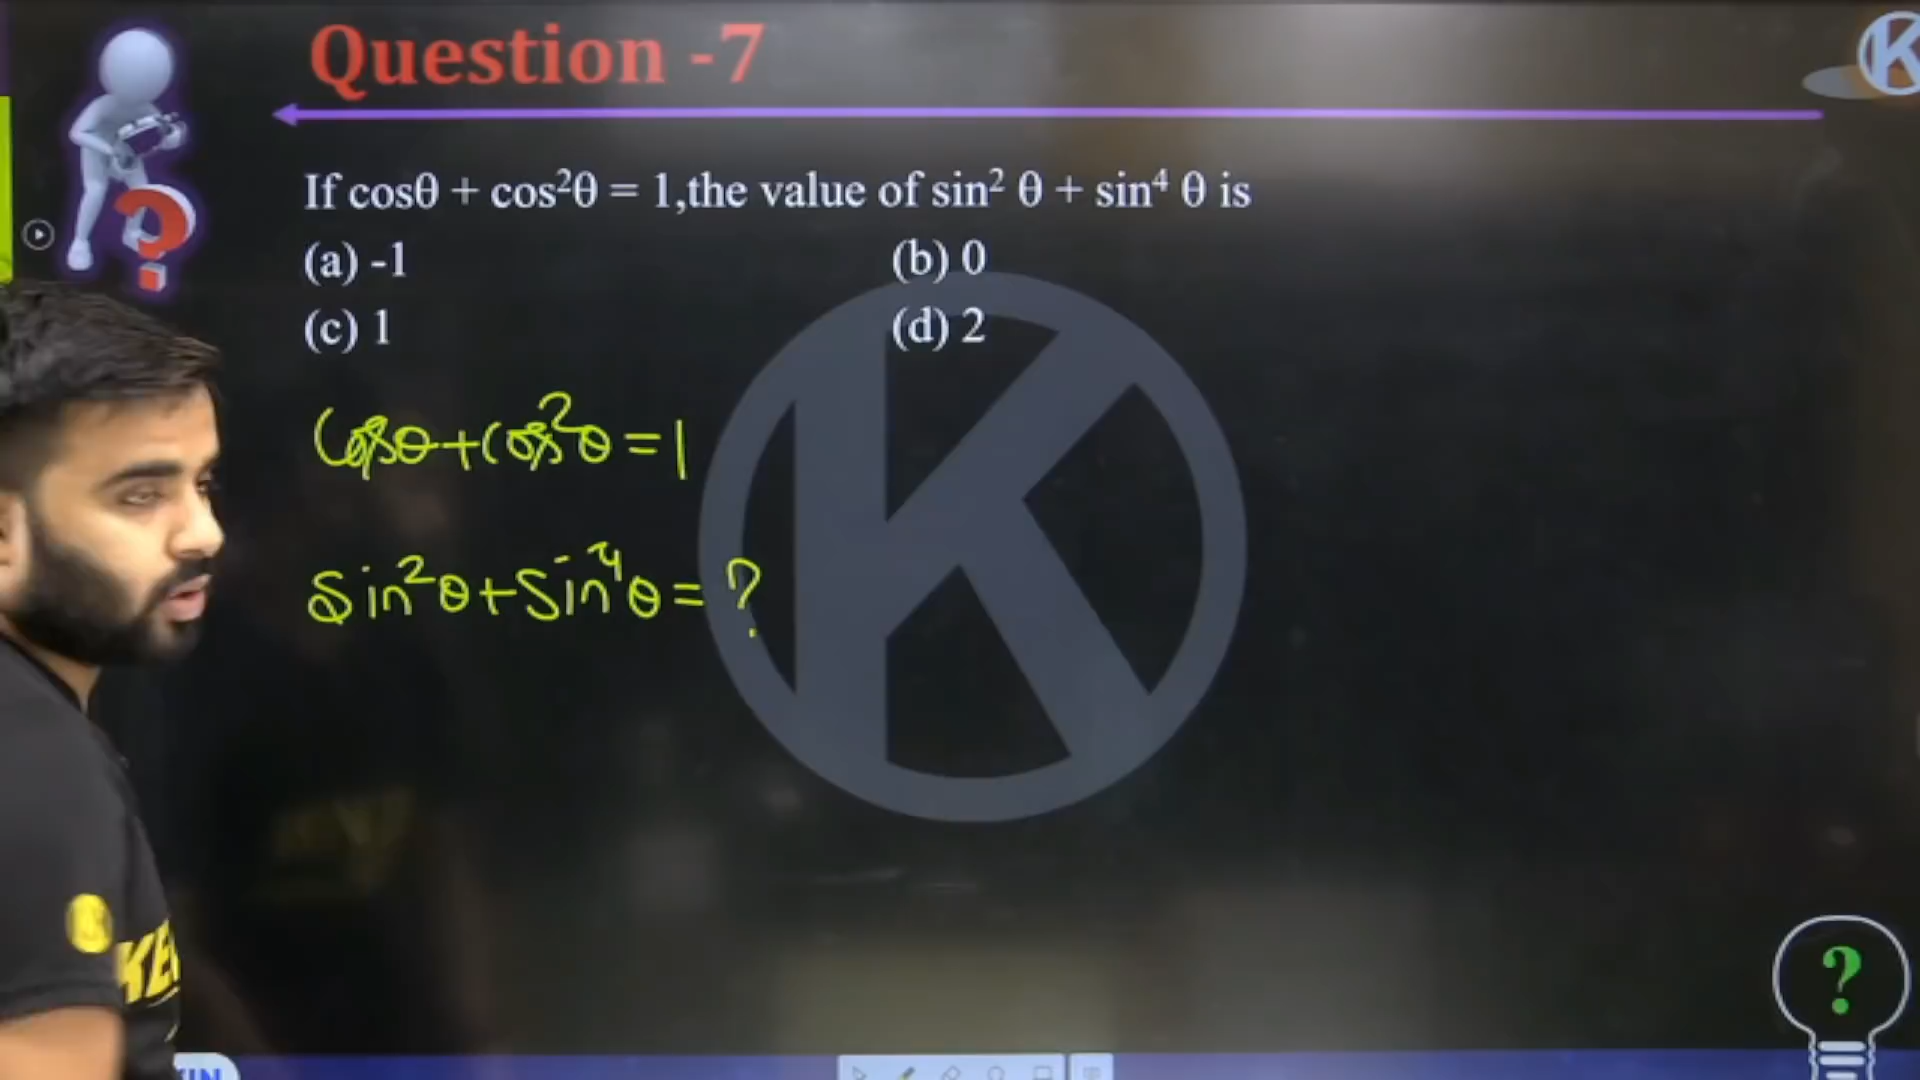 Question -7
If cosθ + cos²θ = 1,the value of sin² θ + sin⁴ θ is
(a) -1
(b) 0
(c) 1
(d) 2
Cosθ+Cos²θ=1
Sin²θ+Sin⁴θ=?
K
K
?